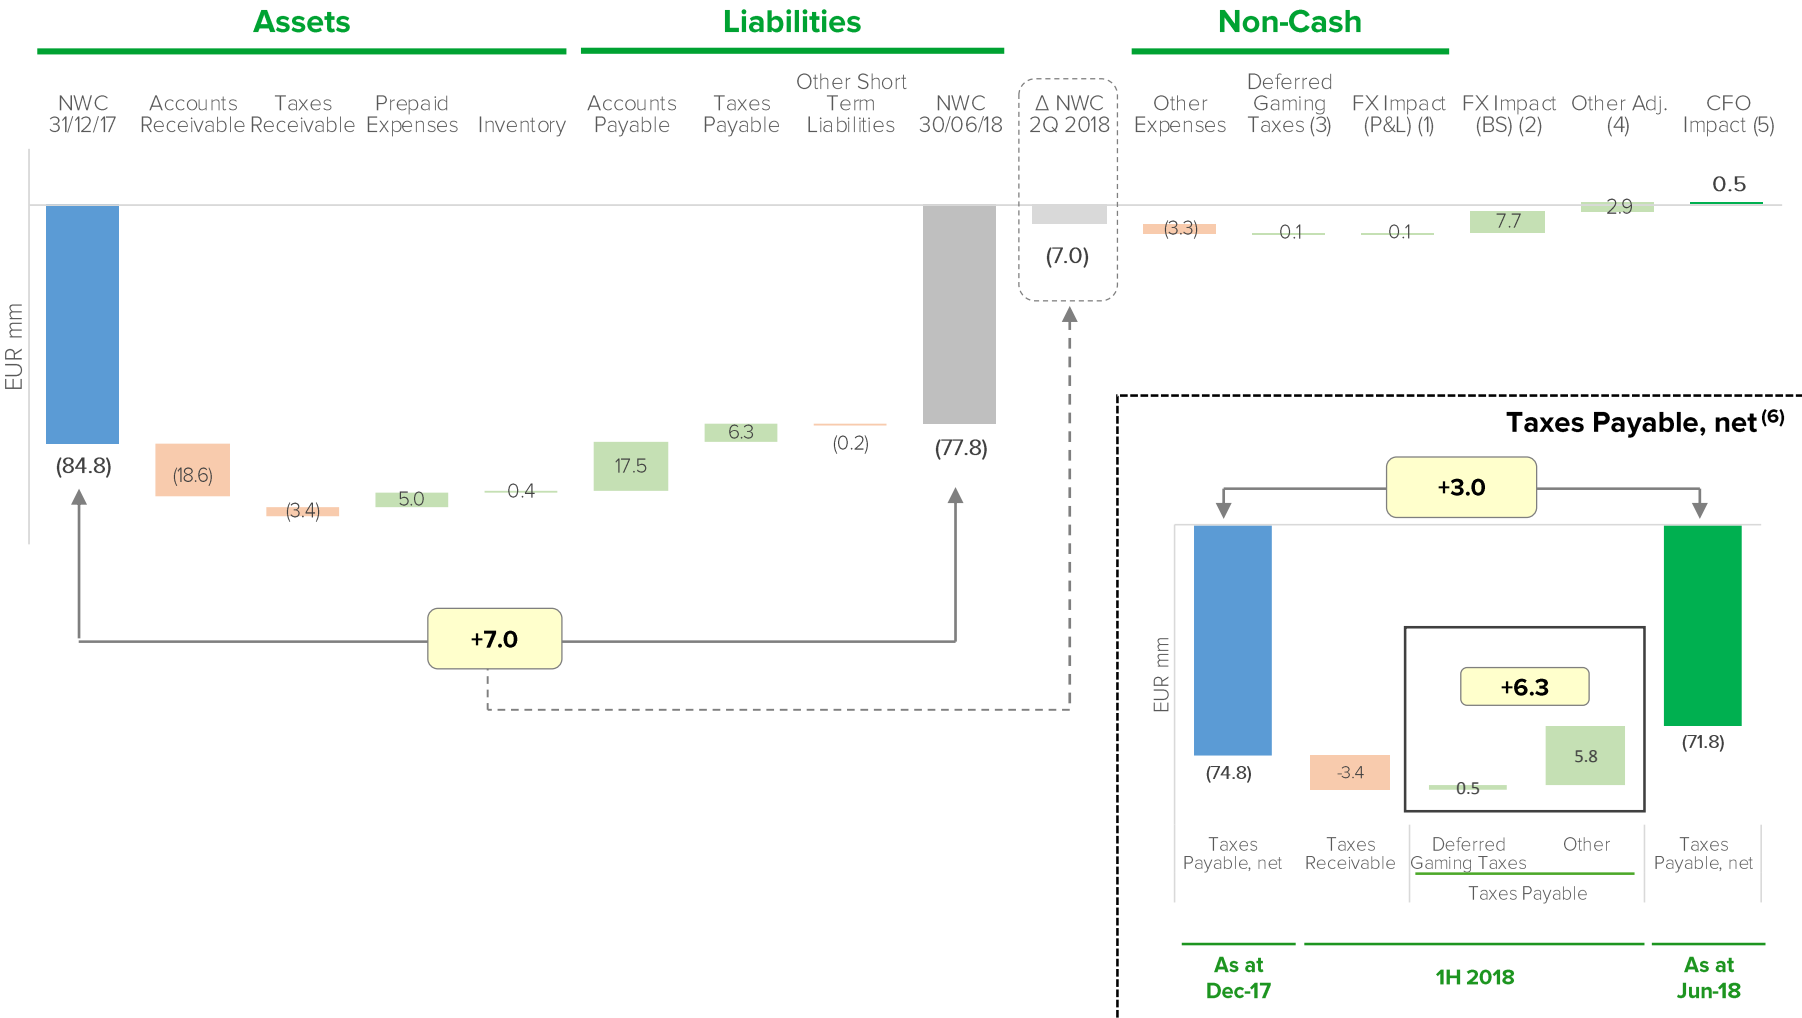 Assets
Liabilities
Non-Cash
NWC
31/12/17
Accounts
Receivable
Taxes
Receivable
Prepaid
Expenses
Inventory
Accounts
Payable
Taxes
Payable
Other Short
Term
Liabilities
NWC
30/06/18
Δ NWC
2Q 2018
Other
Expenses
Deferred
Gaming
Taxes (3)
FX Impact
(P&L) (1)
FX Impact
(BS) (2)
Other Adj.
(4)
CFO
Impact (5)
EUR mm
(84.8)
(18.6)
(3.4)
5.0
0.4
17.5
6.3
(0.2)
(77.8)
(7.0)
(3.3)
0.1
0.1
7.7
2.9
0.5
+7.0
Taxes Payable, net (6)
+3.0
EUR mm
(74.8)
-3.4
+6.3
0.5
5.8
(71.8)
Taxes
Payable, net
Taxes
Receivable
Deferred
Gaming Taxes
Other
Taxes Payable
Taxes
Payable, net
As at
Dec-17
1H 2018
As at
Jun-18